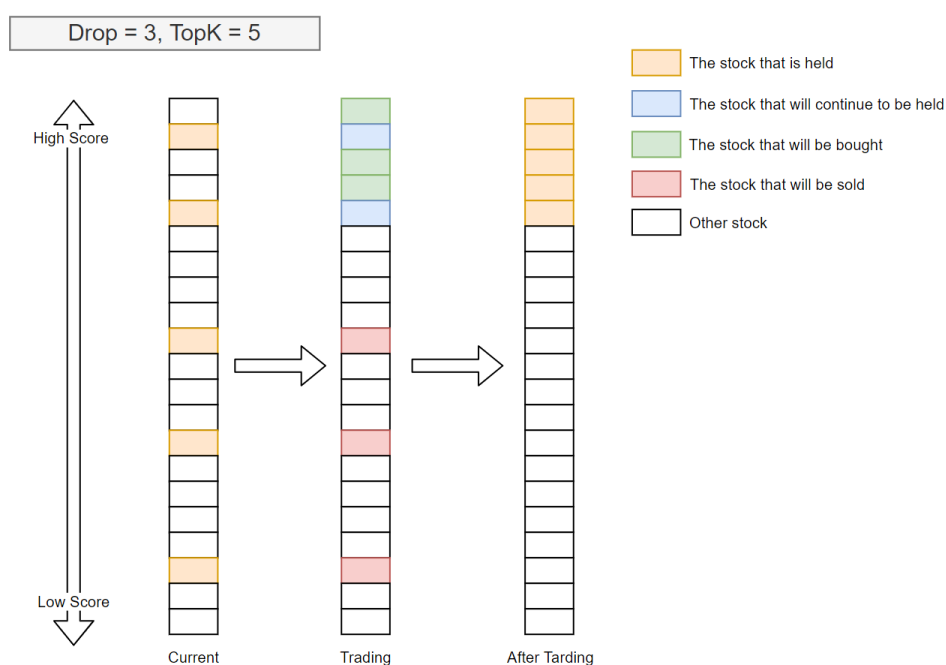 Drop = 3, TopK = 5
The stock that is held
The stock that will continue to be held
The stock that will be bought
The stock that will be sold
Other stock
High Score
Low Score
Current
Trading
After Tarding